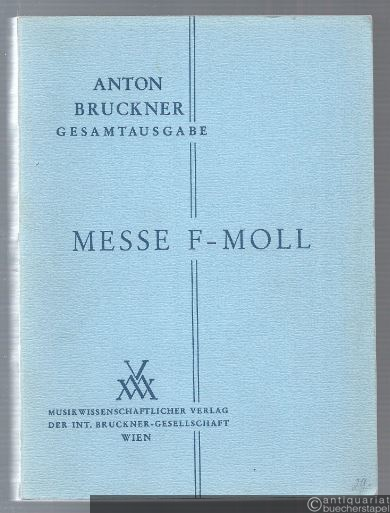 ANTON
BRUCKNER
GESAMTAUSGABE
MESSE F-MOLL
MUSIKWISSENSCHAFTLICHER VERLAG
DER INT. BRUCKNER-GESELLSCHAFT
WIEN
antiquariat
buecherstapel